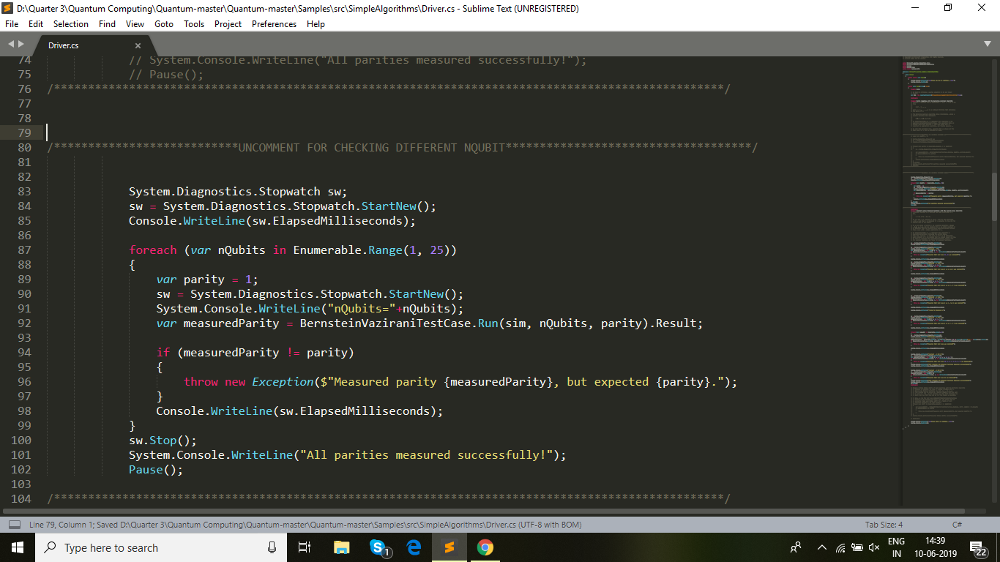 D:\Quarter 3\Quantum Computing\Quantum-master\Quantum-master\Samples\src\SimpleAlgorithms\Driver.cs - Sublime Text (UNREGISTERED)
File Edit Selection Find View Goto Tools Project Preferences Help
Driver.cs ×
74 // System.Console.WriteLine("All parities measured successfully!");
75 // Pause();
76 /**************************************************************************************************/
77
78
79
80 /***************************UNCOMMENT FOR CHECKING DIFFERENT NQUBIT************************************/
81
82
83 System.Diagnostics.Stopwatch sw;
84 sw = System.Diagnostics.Stopwatch.StartNew();
85 Console.WriteLine(sw.ElapsedMilliseconds);
86
87 foreach (var nQubits in Enumerable.Range(1, 25))
88 {
89 var parity = 1;
90 sw = System.Diagnostics.Stopwatch.StartNew();
91 System.Console.WriteLine("nQubits="+nQubits);
92 var measuredParity = BernsteinVaziraniTestCase.Run(sim, nQubits, parity).Result;
93
94 if (measuredParity != parity)
95 {
96 throw new Exception($"Measured parity {measuredParity}, but expected {parity}.");
97 }
98 Console.WriteLine(sw.ElapsedMilliseconds);
99 }
100 sw.Stop();
101 System.Console.WriteLine("All parities measured successfully!");
102 Pause();
103
104 /**************************************************************************************************/
Line 79, Column 1; Saved D:\Quarter 3\Quantum Computing\Quantum-master\Quantum-master\Samples\src\SimpleAlgorithms\Driver.cs (UTF-8 with BOM) Tab Size: 4 C#
Type here to search 1 ENG 14:39
IN 10-06-2019 22